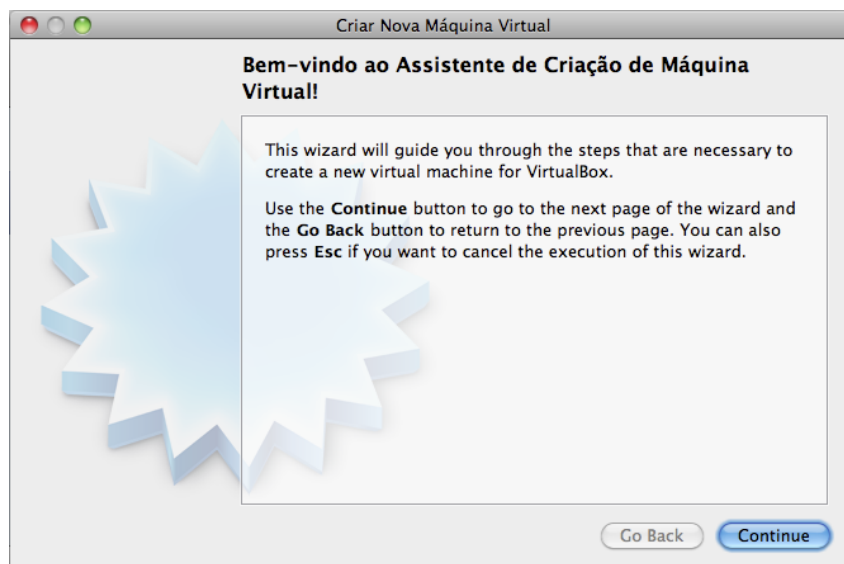 Criar Nova Máquina Virtual
Bem-vindo ao Assistente de Criação de Máquina
Virtual!
This wizard will guide you through the steps that are necessary to
create a new virtual machine for VirtualBox.
Use the Continue button to go to the next page of the wizard and
the Go Back button to return to the previous page. You can also
press Esc if you want to cancel the execution of this wizard.
Go Back
Continue